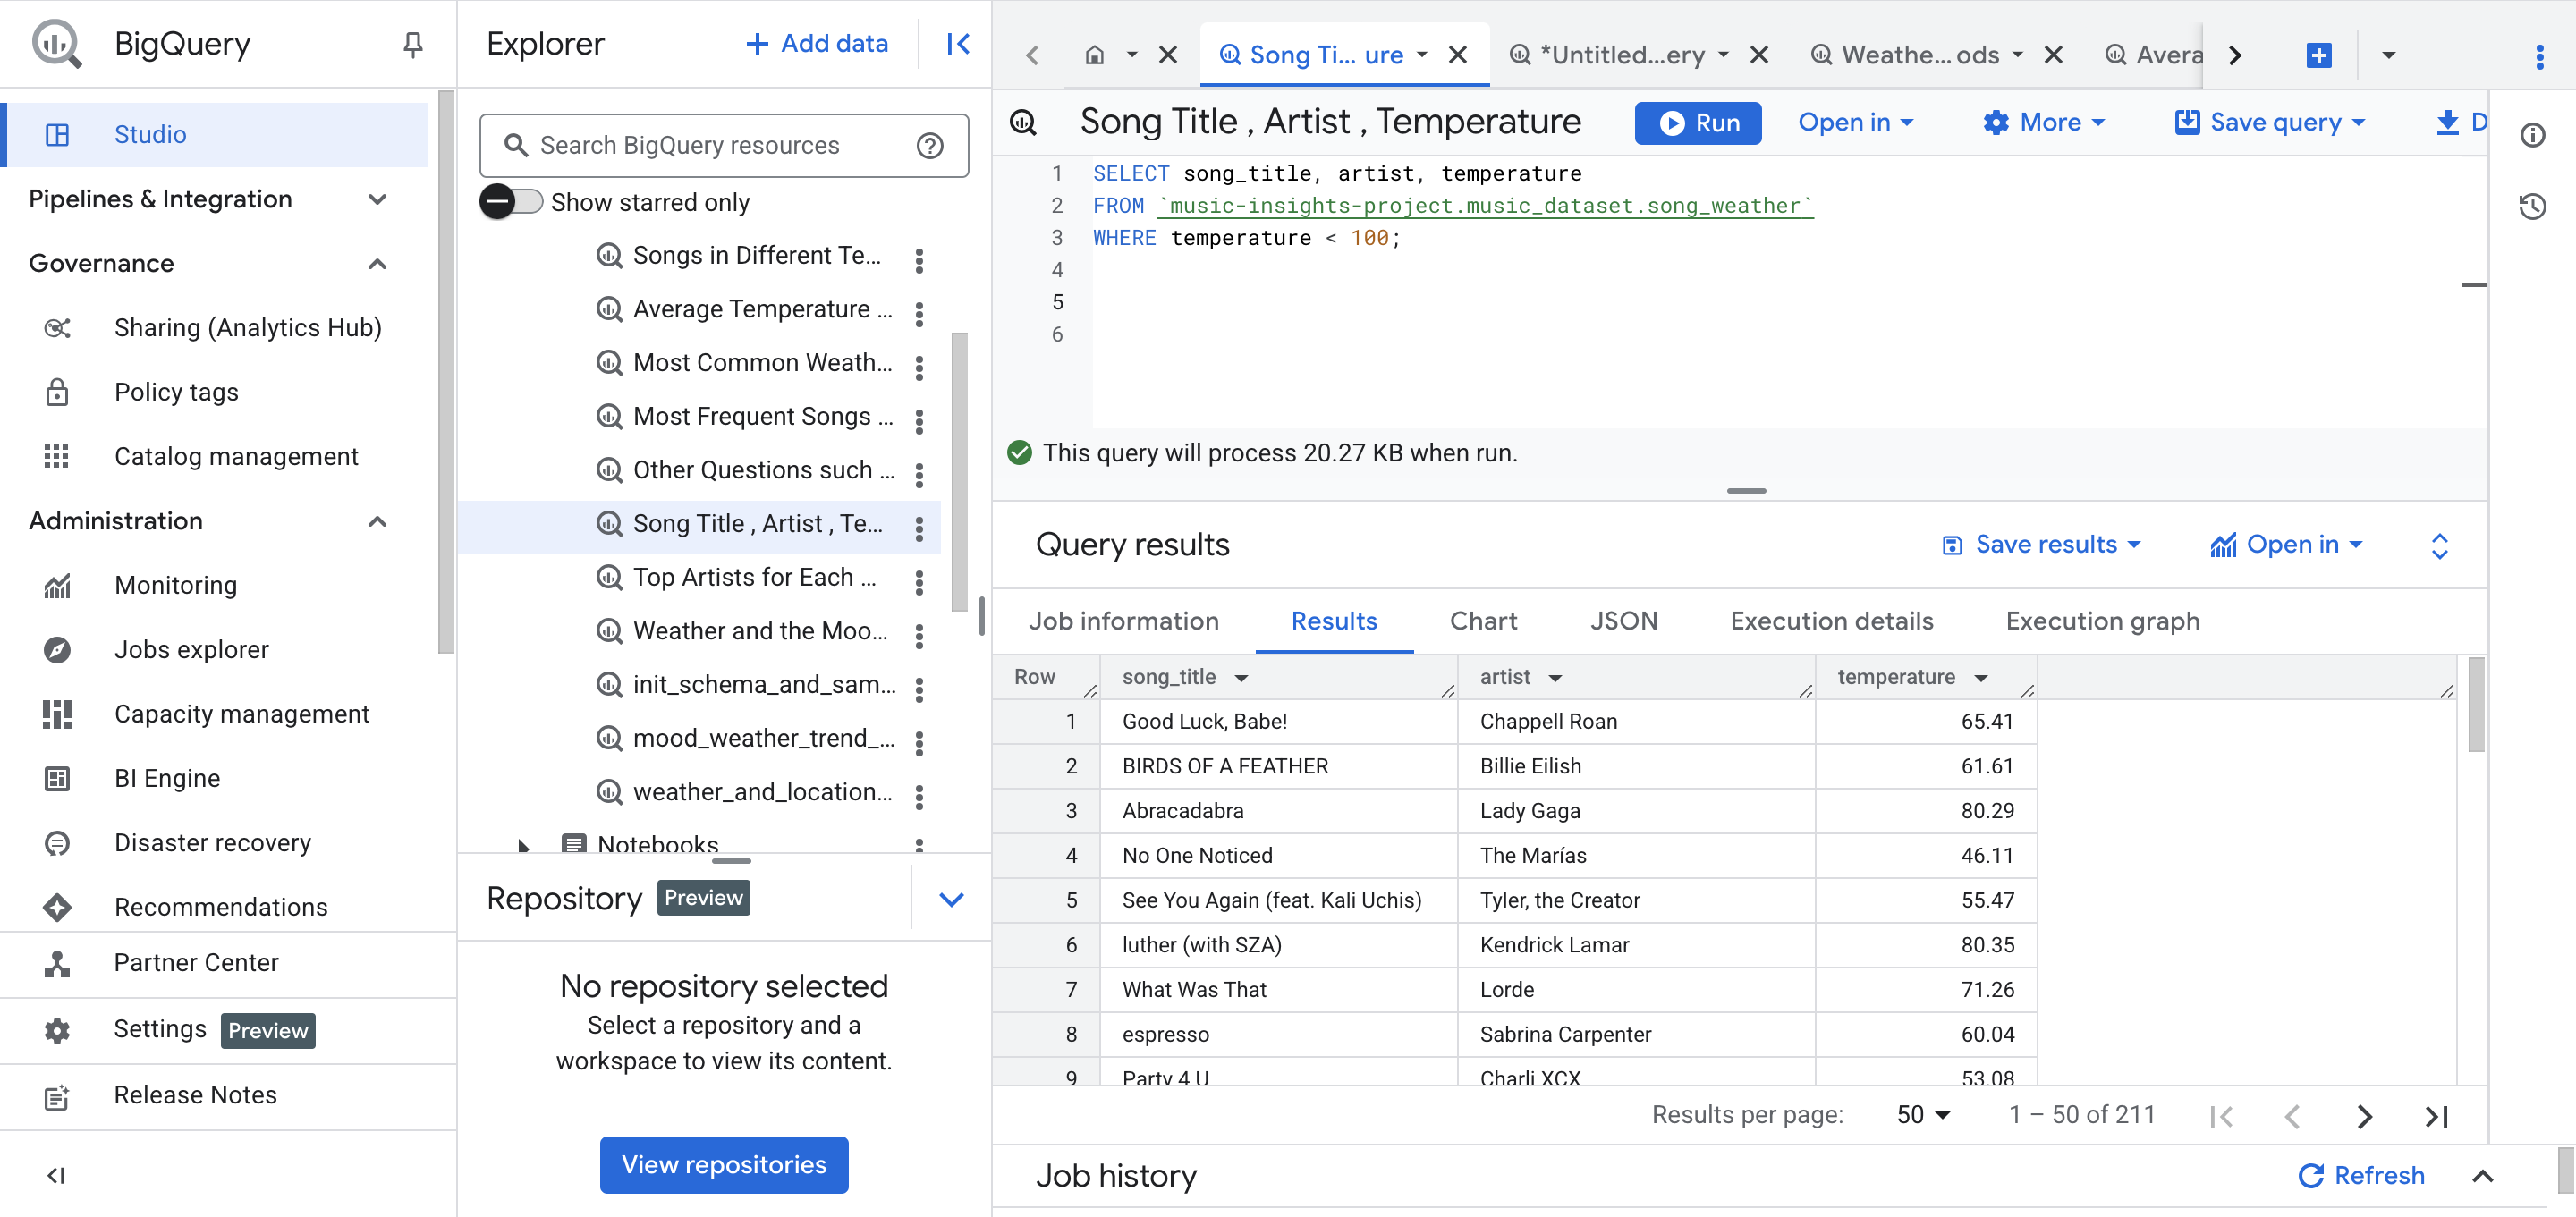 BigQuery
Studio
Pipelines & Integration
Governance
Sharing (Analytics Hub)
Policy tags
Catalog management
Administration
Monitoring
Jobs explorer
Capacity management
BI Engine
Disaster recovery
Recommendations
Partner Center
Settings Preview
Release Notes
Explorer
Add data
Search BigQuery resources
Show starred only
Songs in Different Te...
Average Temperature ...
Most Common Weath...
Most Frequent Songs ...
Other Questions such ...
Song Title , Artist , Te...
Top Artists for Each ...
Weather and the Moo...
init_schema_and_sam...
mood_weather_trend_...
weather_and_location...
Notebooks
Repository Preview
No repository selected
Select a repository and a
workspace to view its content.
View repositories
Song Ti... ure *Untitled...ery Weathe... ods Avera
Song Title , Artist , Temperature Run Open in More Save query D
1 SELECT song_title, artist, temperature
2 FROM `music-insights-project.music_dataset.song_weather`
3 WHERE temperature < 100;
4
5
6
This query will process 20.27 KB when run.
Query results Save results Open in
Job information Results Chart JSON Execution details Execution graph
Row song_title artist temperature
1 Good Luck, Babe! Chappell Roan 65.41
2 BIRDS OF A FEATHER Billie Eilish 61.61
3 Abracadabra Lady Gaga 80.29
4 No One Noticed The Marías 46.11
5 See You Again (feat. Kali Uchis) Tyler, the Creator 55.47
6 luther (with SZA) Kendrick Lamar 80.35
7 What Was That Lorde 71.26
8 espresso Sabrina Carpenter 60.04
9 Party 4 U Charli XCX 53.08
Results per page: 50 1 – 50 of 211
Job history Refresh